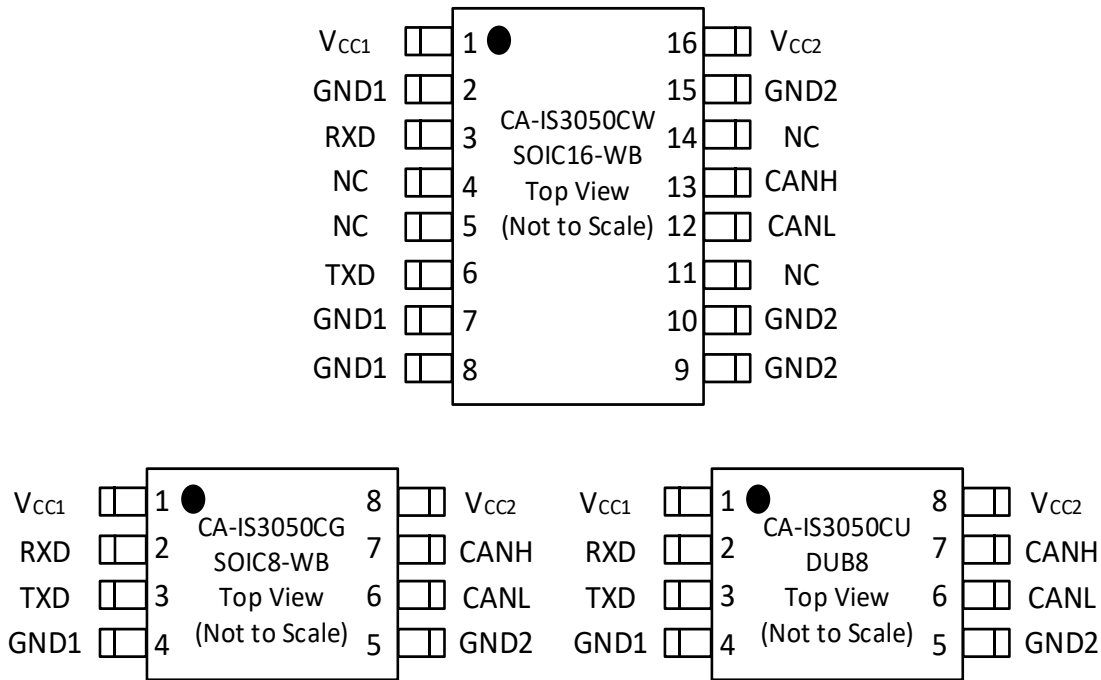 VCC1 1 16 VCC2
GND1 2 15 GND2
CA-IS3050CW
RXD 3 14 NC
SOIC16-WB
NC 4 Top View 13 CANH
NC 5 (Not to Scale) 12 CANL
TXD 6 11 NC
GND1 7 10 GND2
GND1 8 9 GND2
VCC1 1 8 VCC2
CA-IS3050CG
RXD 2 SOIC8-WB 7 CANH
TXD 3 Top View 6 CANL
GND1 4 (Not to Scale) 5 GND2
VCC1 1 8 VCC2
CA-IS3050CU
RXD 2 DUB8 7 CANH
TXD 3 Top View 6 CANL
GND1 4 (Not to Scale) 5 GND2